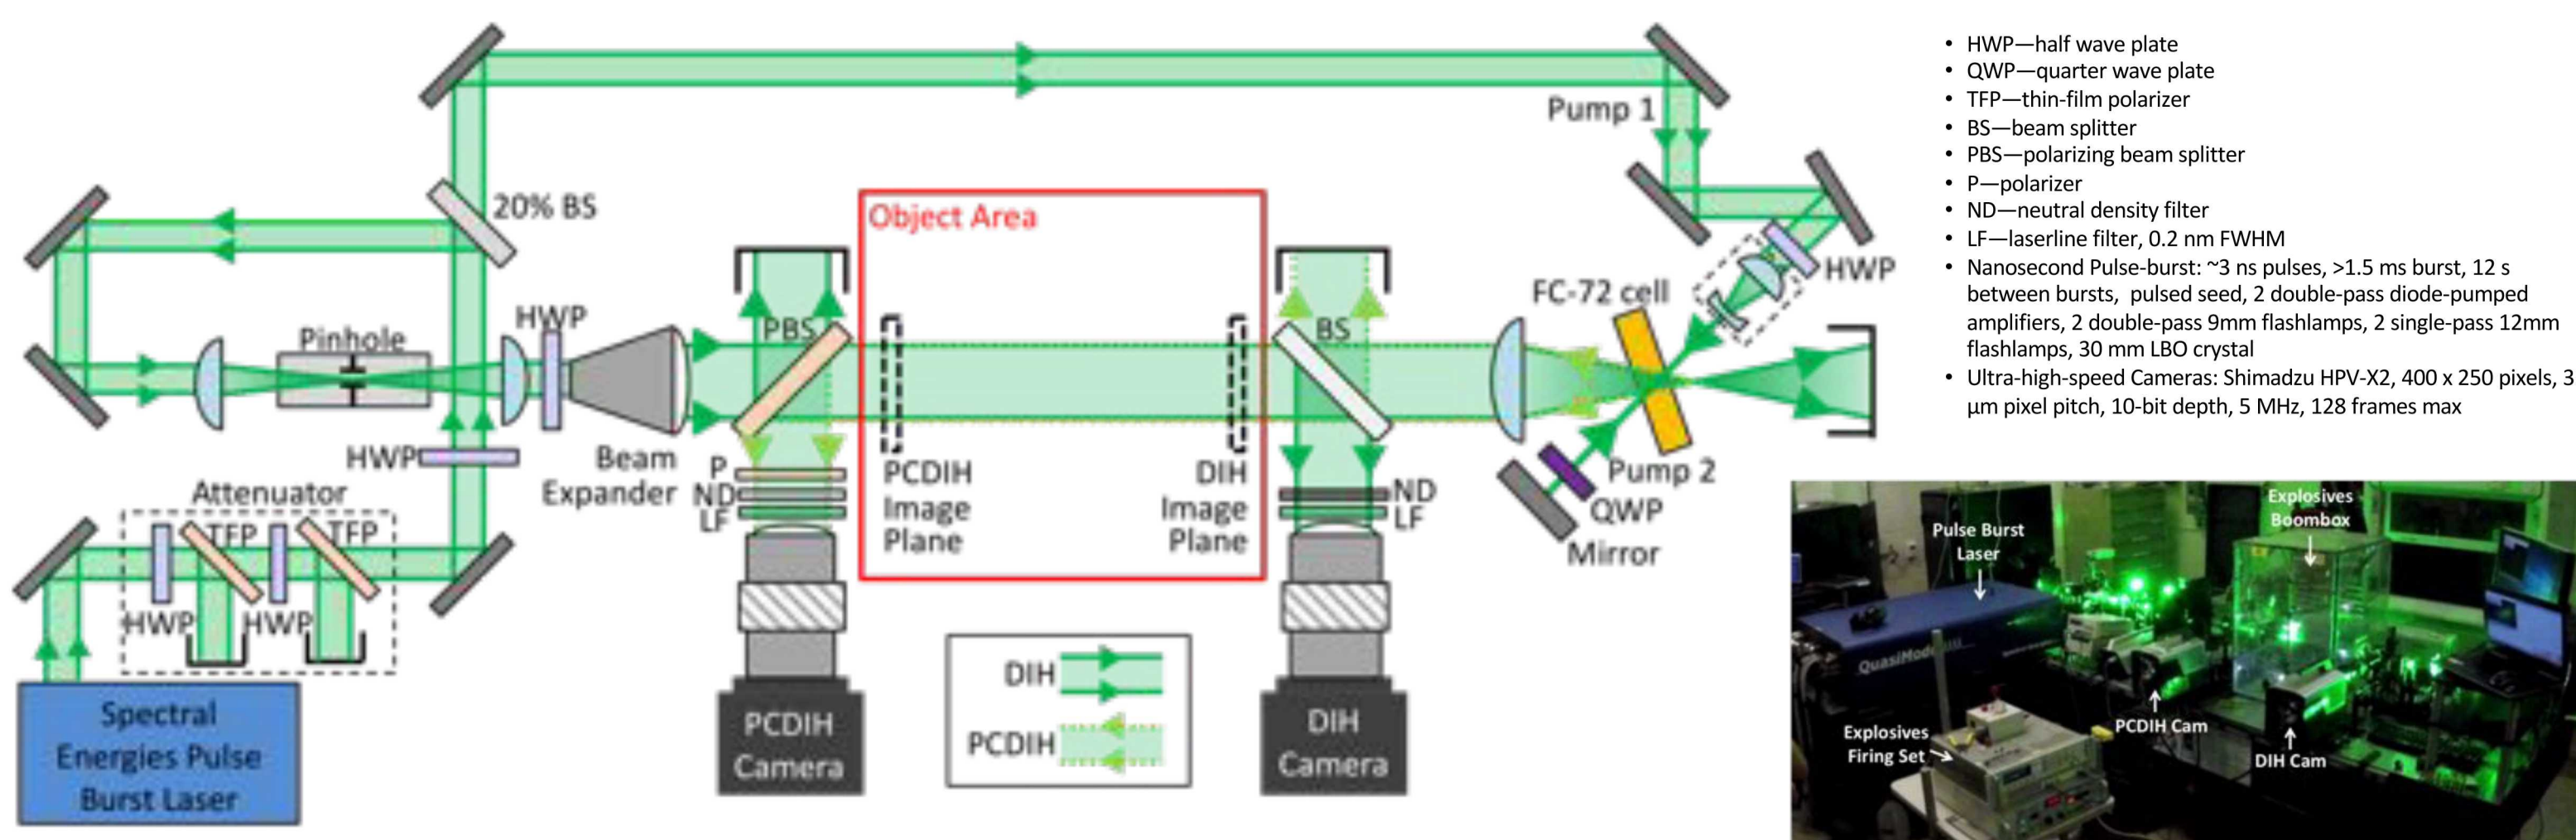 Pump 1
20% BS
Object Area
HWP
FC-72 cell
HWP
PBS
BS
Pinhole
HWP
Beam
Expander
P
ND
LF
PCDIH
Image
Plane
DIH
Image
Plane
ND
LF
Pump 2
QWP
Mirror
Attenuator
TFP
TFP
HWP
HWP
Spectral
Energies Pulse
Burst Laser
PCDIH
Camera
DIH
PCDIH
DIH
Camera
• HWP—half wave plate
• QWP—quarter wave plate
• TFP—thin-film polarizer
• BS—beam splitter
• PBS—polarizing beam splitter
• P—polarizer
• ND—neutral density filter
• LF—laserline filter, 0.2 nm FWHM
• Nanosecond Pulse-burst: ~3 ns pulses, >1.5 ms burst, 12 s
between bursts, pulsed seed, 2 double-pass diode-pumped
amplifiers, 2 double-pass 9mm flashlamps, 2 single-pass 12mm
flashlamps, 30 mm LBO crystal
• Ultra-high-speed Cameras: Shimadzu HPV-X2, 400 x 250 pixels, 3
µm pixel pitch, 10-bit depth, 5 MHz, 128 frames max
Explosives
Boombox
Pulse Burst
Laser
QuasiModo
PCDIH Cam
Explosives
Firing Set
DIH Cam